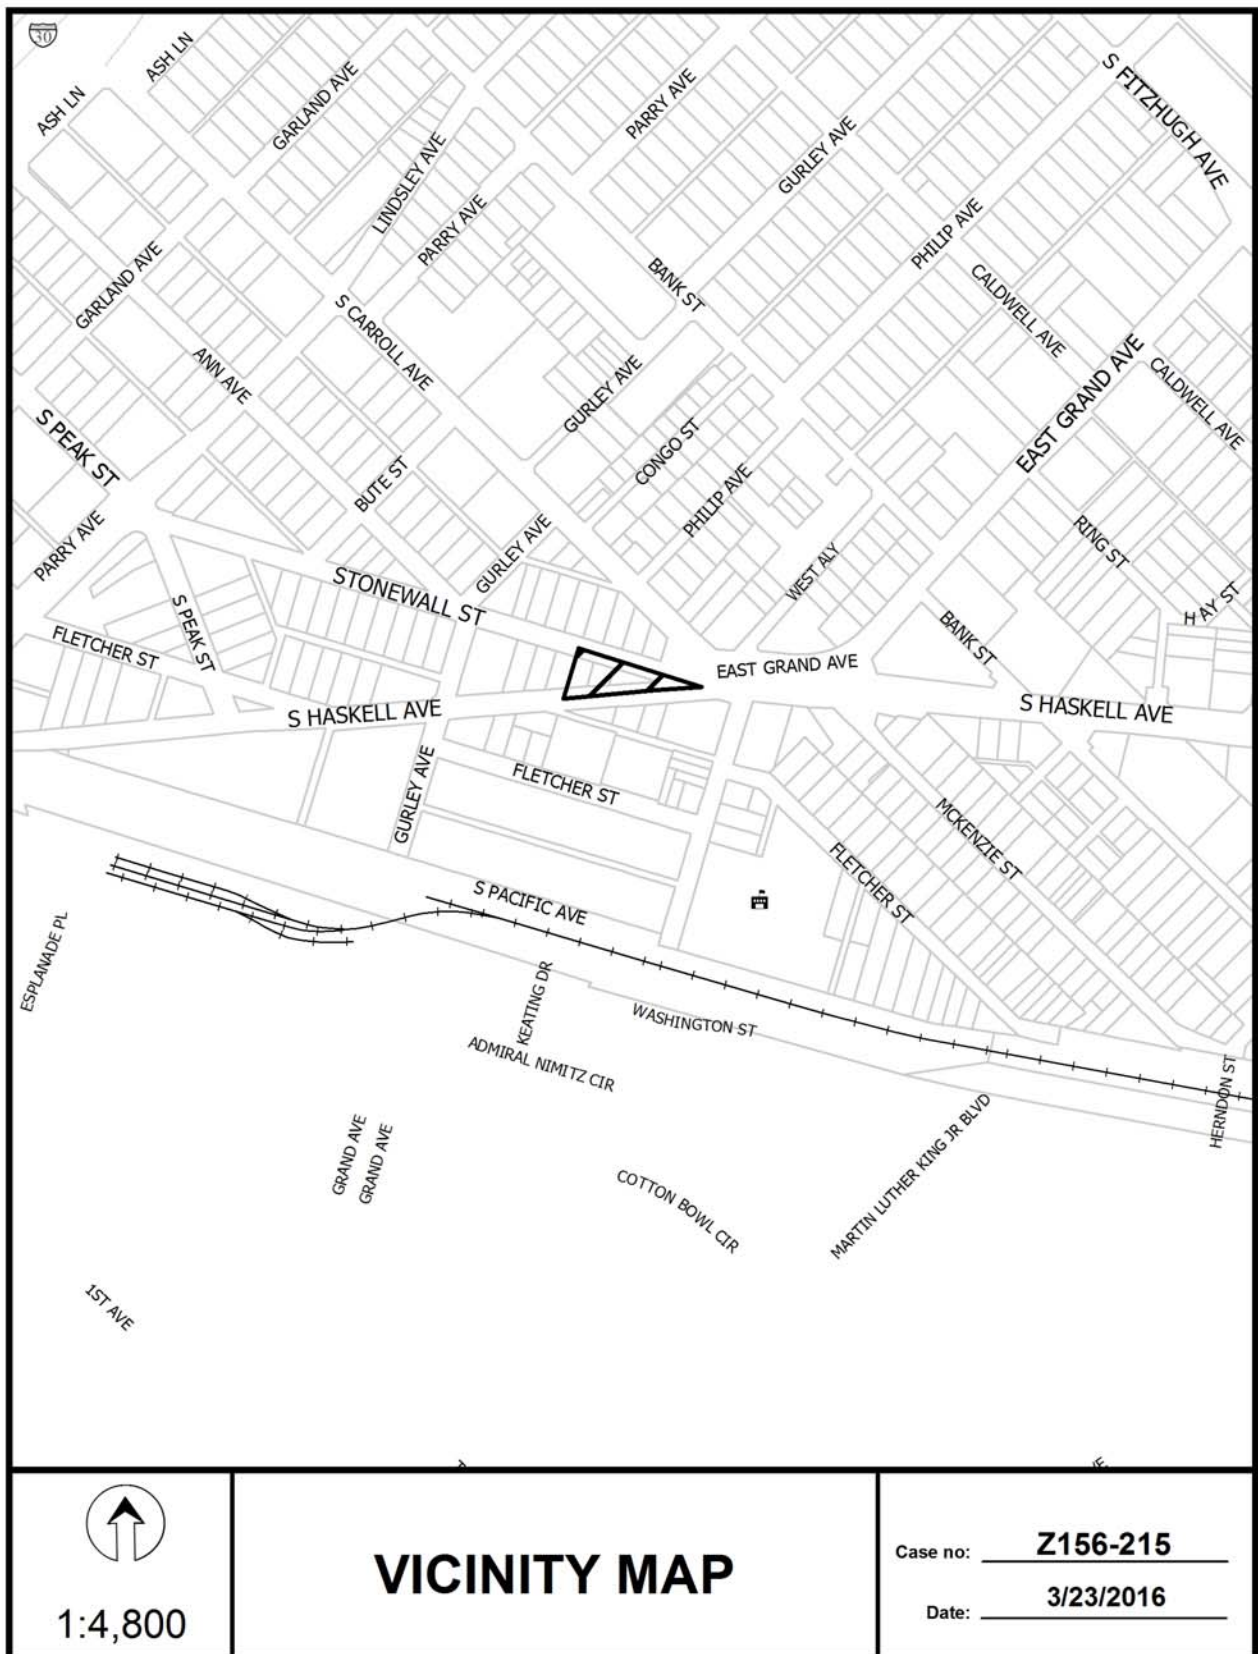 30
ASH LN
ASH LN
GARLAND AVE
LINDSLEY AVE
PARRY AVE
PARRY AVE
GURLEY AVE
S FITZHUGH AVE
PHILIP AVE
GARLAND AVE
BANK ST
CALDWELL AVE
S CARROLL AVE
ANN AVE
GURLEY AVE
EAST GRAND AVE
CALDWELL AVE
S PEAK ST
BUTE ST
CONGO ST
PHILIP AVE
PARRY AVE
GURLEY AVE
WEST ALY
RING ST
HAY ST
STONEWALL ST
S PEAK ST
FLETCHER ST
BANK ST
EAST GRAND AVE
S HASKELL AVE
S HASKELL AVE
GURLEY AVE
FLETCHER ST
MCKENZIE ST
FLETCHER ST
S PACIFIC AVE
ESPLANADE PL
KEATING DR
WASHINGTON ST
ADMIRAL NIMITZ CIR
HERNDON ST
GRAND AVE
GRAND AVE
MARTIN LUTHER KING JR BLVD
COTTON BOWL CIR
1ST AVE
1:4,800
VICINITY MAP
Case no: Z156-215
Date: 3/23/2016